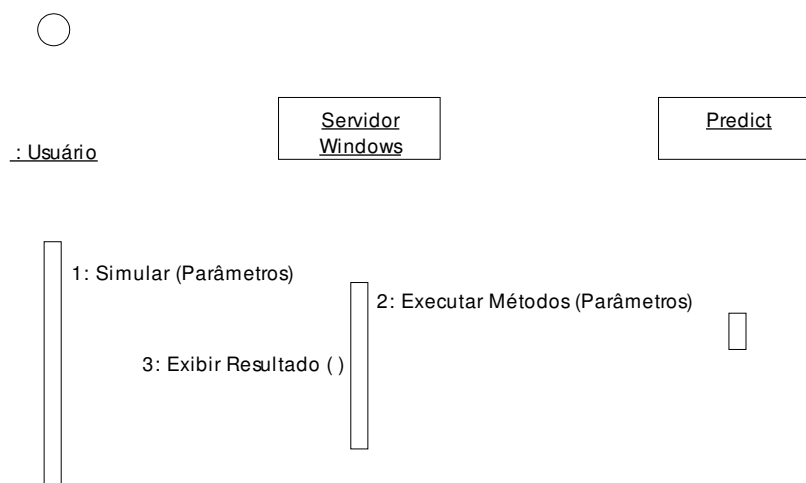 Servidor
Windows
Predict
: Usuário
1: Simular (Parâmetros)
2: Executar Métodos (Parâmetros)
3: Exibir Resultado ( )